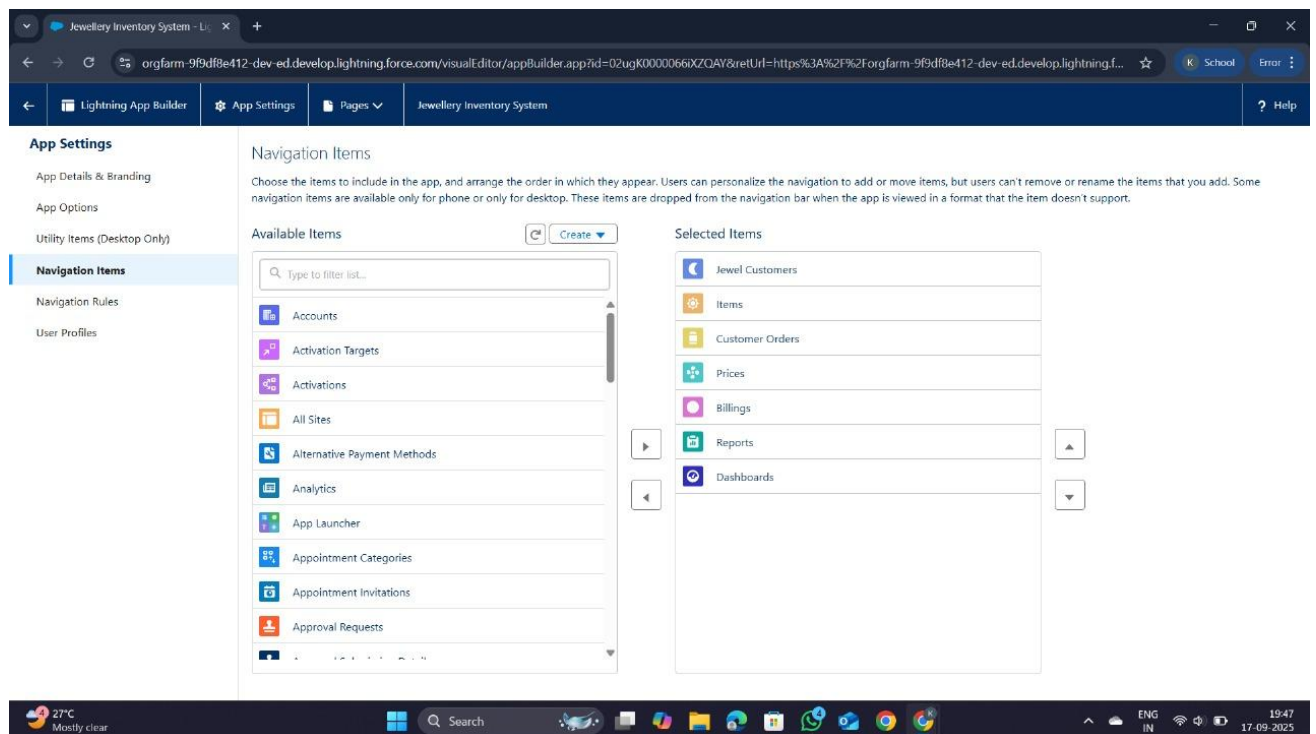 Jewellery Inventory System - Lig
orgfarm-9f9df8e412-dev-ed.develop.lightning.force.com/visualEditor/appBuilder.app?id=02ugK0000066iXZQAY&retUrl=https%3A%2F%2Forgfarm-9f9df8e412-dev-ed.develop.lightning.f...
K School
Error
Lightning App Builder
App Settings
Pages
Jewellery Inventory System
? Help
App Settings
App Details & Branding
App Options
Utility Items (Desktop Only)
Navigation Items
Navigation Rules
User Profiles
Navigation Items
Choose the items to include in the app, and arrange the order in which they appear. Users can personalize the navigation to add or move items, but users can't remove or rename the items that you add. Some
navigation items are available only for phone or only for desktop. These items are dropped from the navigation bar when the app is viewed in a format that the item doesn't support.
Available Items
Create
Type to filter list...
Accounts
Activation Targets
Activations
All Sites
Alternative Payment Methods
Analytics
App Launcher
Appointment Categories
Appointment Invitations
Approval Requests
Selected Items
Jewel Customers
Items
Customer Orders
Prices
Billings
Reports
Dashboards
4
27°C
Mostly clear
Search
4
K
ENG
IN
19:47
17-09-2025